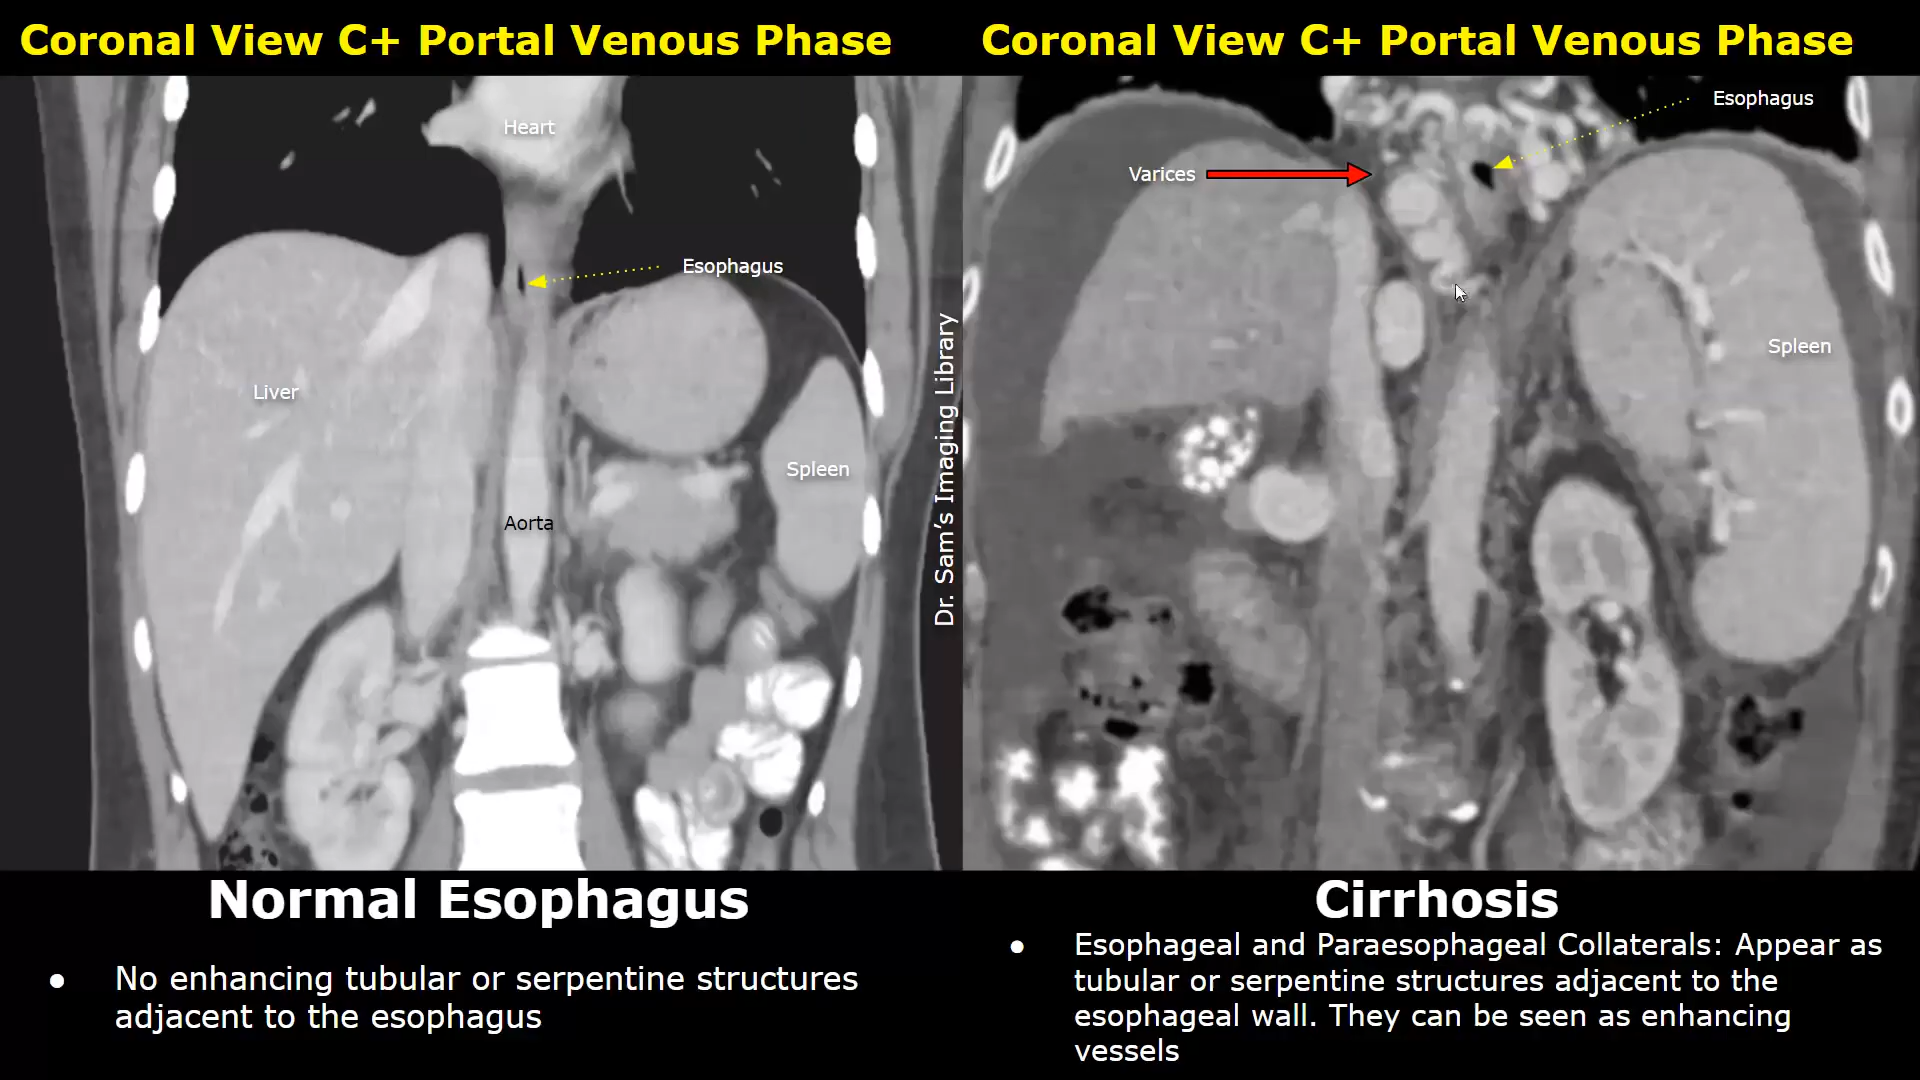 Coronal View C+ Portal Venous Phase
Heart
Esophagus
Liver
Spleen
Aorta
Normal Esophagus
● No enhancing tubular or serpentine structures
adjacent to the esophagus
Dr. Sam's Imaging Library
Coronal View C+ Portal Venous Phase
Esophagus
Varices
Spleen
Cirrhosis
● Esophageal and Paraesophageal Collaterals: Appear as
tubular or serpentine structures adjacent to the
esophageal wall. They can be seen as enhancing
vessels